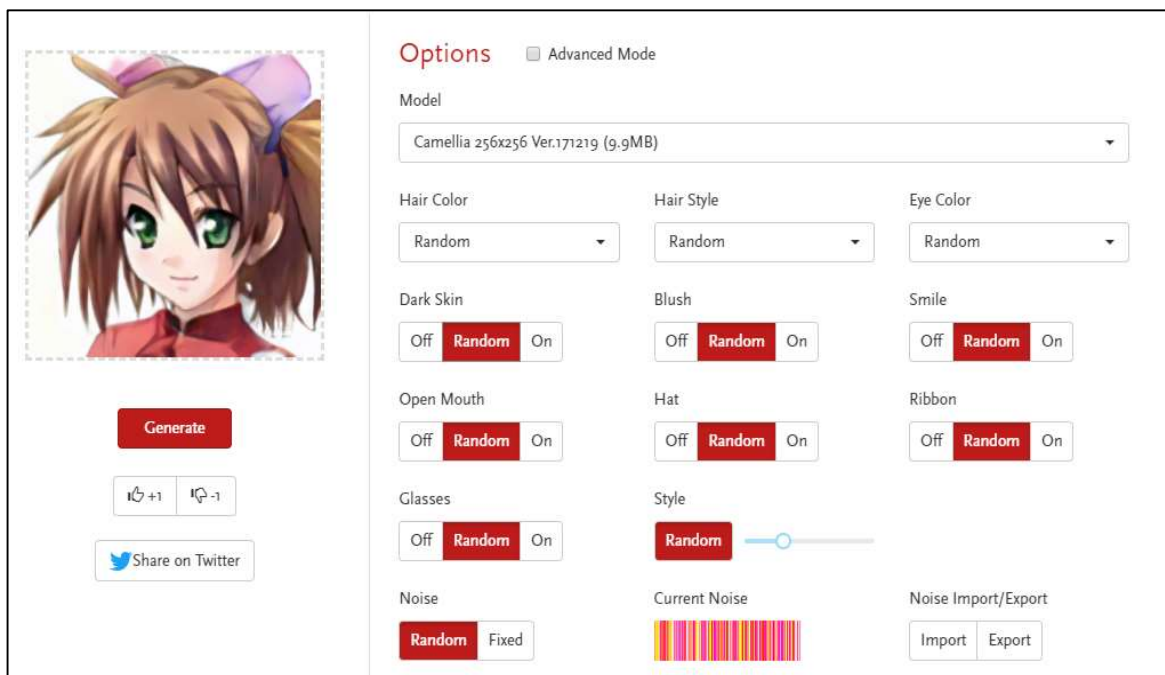 Options Advanced Mode
Model
Camellia 256x256 Ver.171219 (9.9MB)
Hair Color Hair Style Eye Color
Random Random Random
Dark Skin Blush Smile
Off Random On Off Random On Off Random On
Generate
Open Mouth Hat Ribbon
Off Random On Off Random On Off Random On
+1 -1
Glasses Style
Off Random On Random
Share on Twitter
Noise Current Noise Noise Import/Export
Random Fixed Import Export